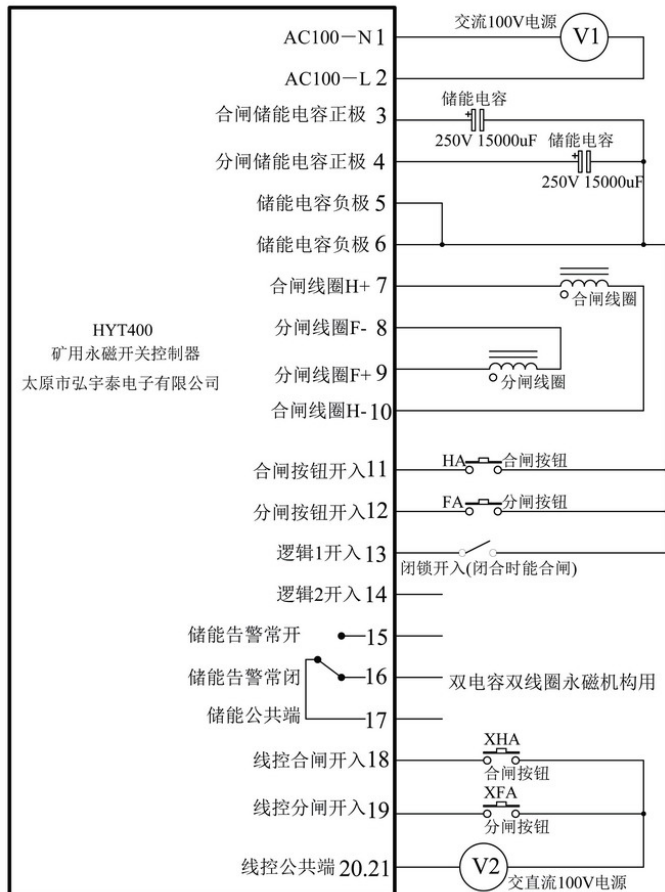 AC100－N 1
交流100V电源
V1
AC100－L 2
合闸储能电容正极 3
储能电容
+
250V 15000uF
分闸储能电容正极 4
储能电容
+
250V 15000uF
储能电容负极 5
储能电容负极 6
合闸线圈H+ 7
合闸线圈
HYT400
矿用永磁开关控制器
太原市弘宇泰电子有限公司
分闸线圈F- 8
分闸线圈F+ 9
分闸线圈
合闸线圈H- 10
合闸按钮开入 11
HA 合闸按钮
分闸按钮开入 12
FA 分闸按钮
逻辑1开入 13
闭锁开入(闭合时能合闸)
逻辑2开入 14
储能告警常开 15
储能告警常闭 16
双电容双线圈永磁机构用
储能公共端 17
XHA
线控合闸开入 18
合闸按钮
XFA
线控分闸开入 19
分闸按钮
线控公共端 20.21
V2
交直流100V电源